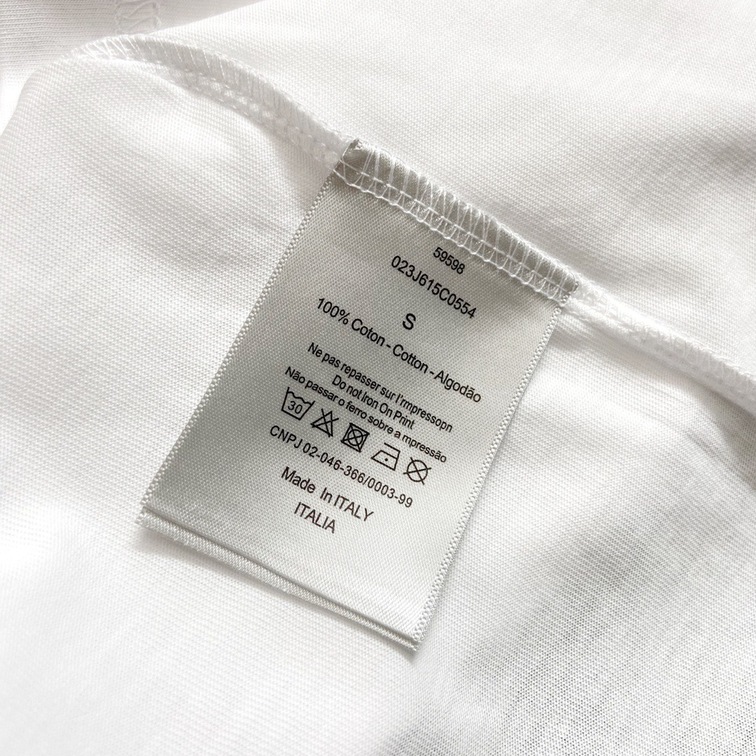 59598
023J615C0554
S
100% Coton - Cotton - Algodão
Ne pas repasser sur I'rmpressopn
Do not Iron On Print
Não passar o ferro sobre a mpressão
30
CNPJ 02-046-366/0003-99
Made In ITALY
ITALIA